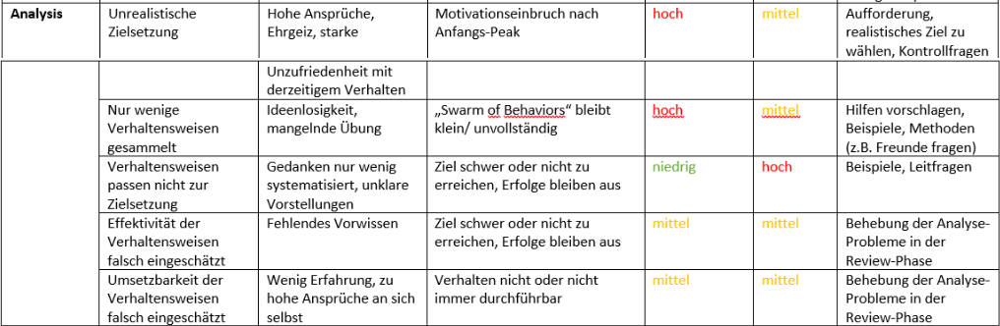 Analysis
Unrealistische
Zielsetzung
Hohe Ansprüche,
Ehrgeiz, starke
Motivationseinbruch nach
Anfangs-Peak
hoch
mittel
Aufforderung,
realistisches Ziel zu
wählen, Kontrollfragen
Unzufriedenheit mit
derzeitigem Verhalten
Nur wenige
Verhaltensweisen
gesammelt
Ideenlosigkeit,
mangelnde Übung
„Swarm of Behaviors“ bleibt
klein/ unvollständig
hoch
mittel
Hilfen vorschlagen,
Beispiele, Methoden
(z.B. Freunde fragen)
Verhaltensweisen
passen nicht zur
Zielsetzung
Gedanken nur wenig
systematisiert, unklare
Vorstellungen
Ziel schwer oder nicht zu
erreichen, Erfolge bleiben aus
niedrig
hoch
Beispiele, Leitfragen
Effektivität der
Verhaltensweisen
falsch eingeschätzt
Fehlendes Vorwissen
Ziel schwer oder nicht zu
erreichen, Erfolge bleiben aus
mittel
mittel
Behebung der Analyse-
Probleme in der
Review-Phase
Umsetzbarkeit der
Verhaltensweisen
falsch eingeschätzt
Wenig Erfahrung, zu
hohe Ansprüche an sich
selbst
Verhalten nicht oder nicht
immer durchführbar
mittel
mittel
Behebung der Analyse-
Probleme in der
Review-Phase